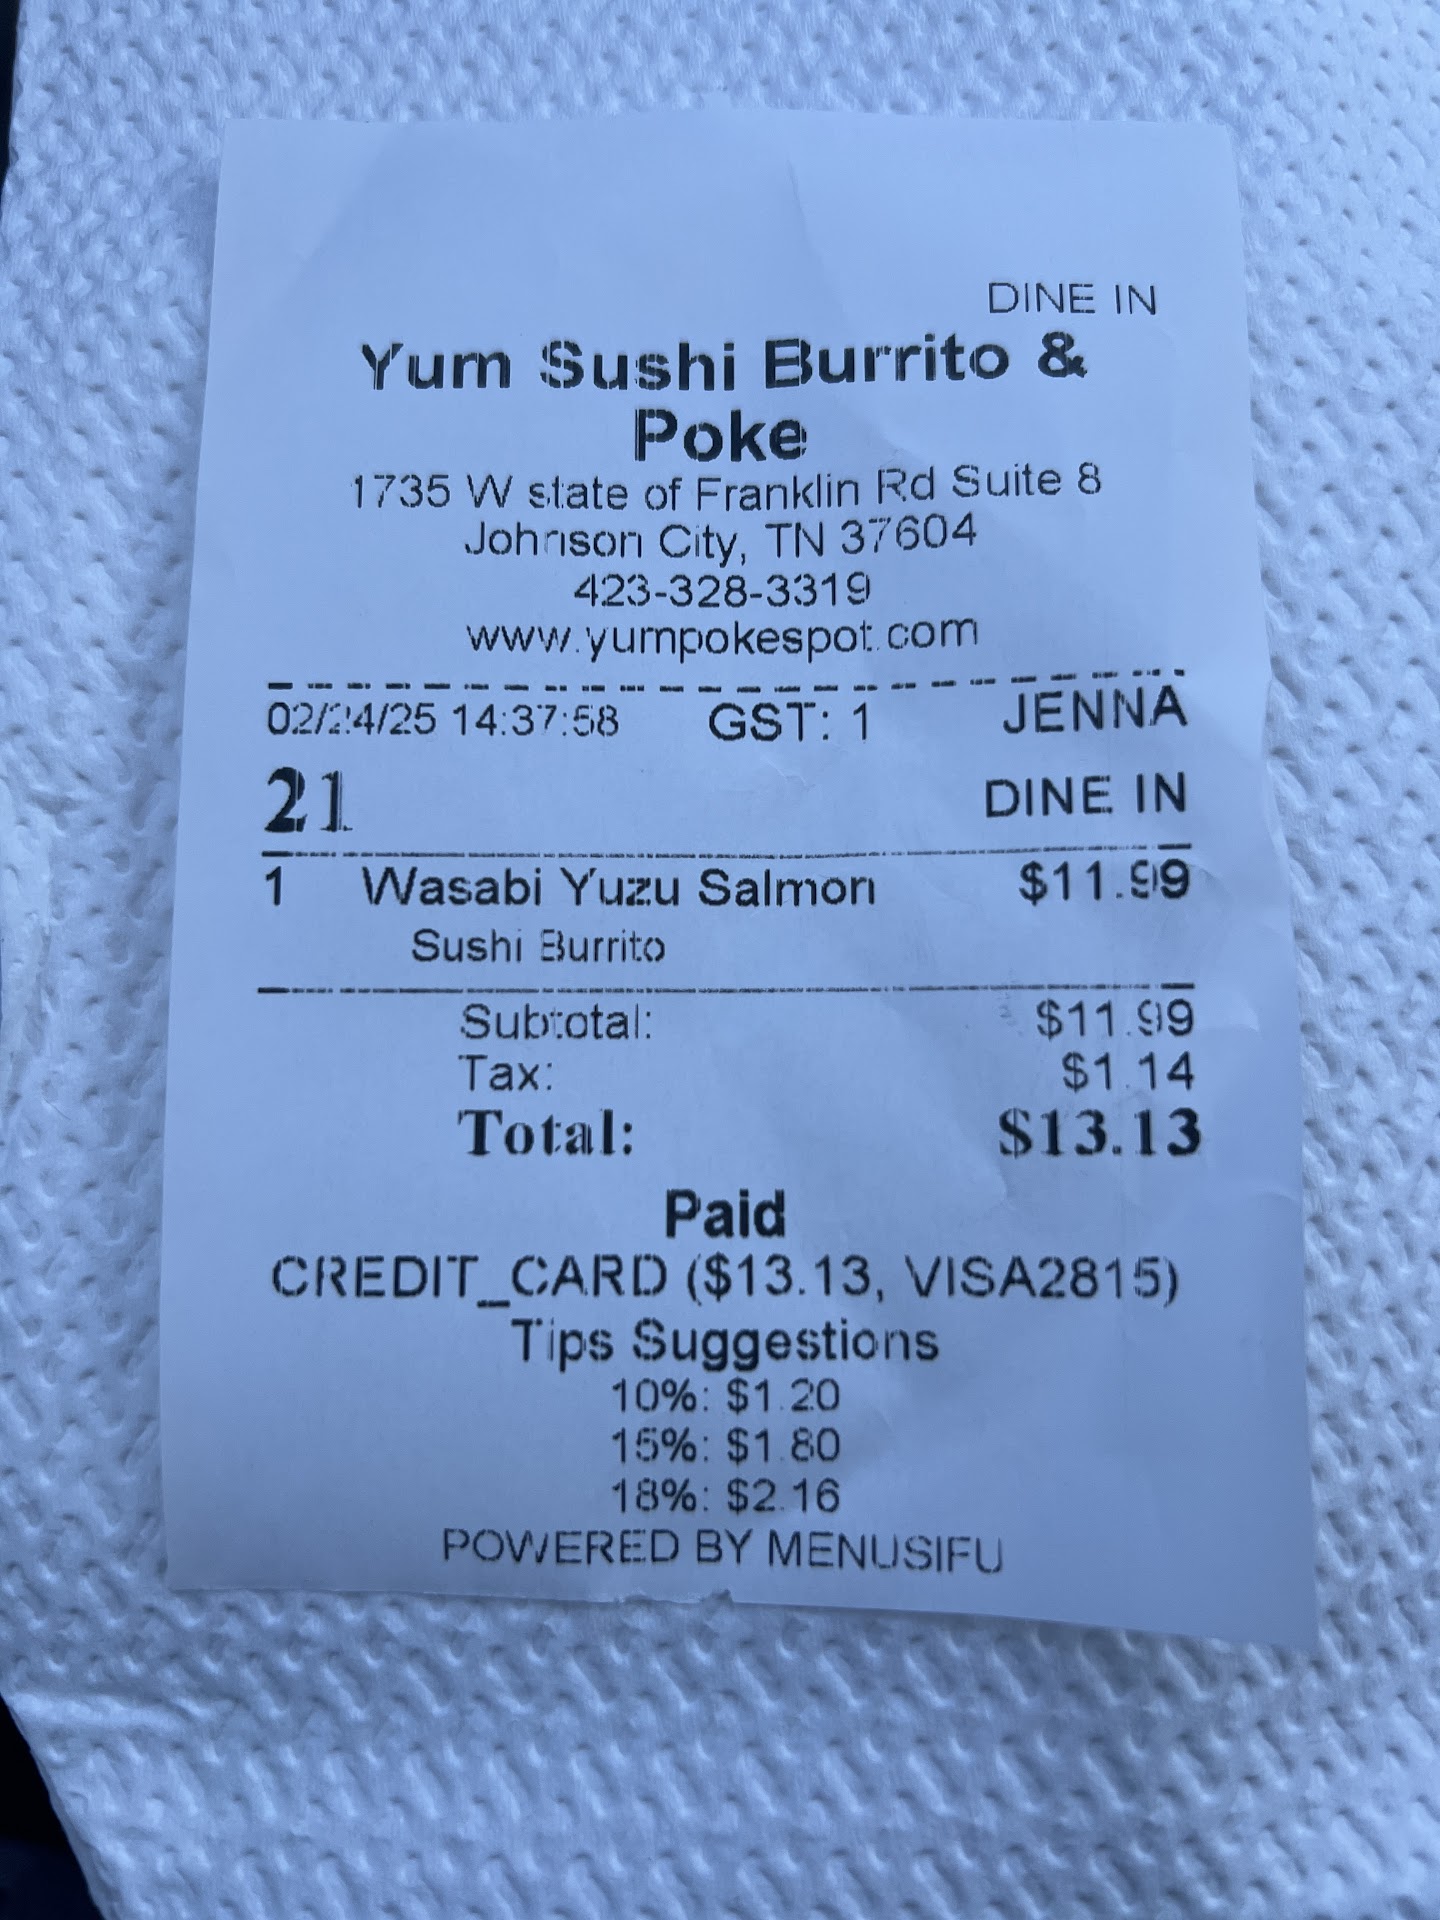 DINE IN
Yum Sushi Burrito &
Poke
1735 W state of Franklin Rd Suite 8
Johnson City, TN 37604
423-328-3319
www.yumpokespot.com
02/24/25 14:37:58 GST: 1 JENNA
21 DINE IN
1 Wasabi Yuzu Salmon $11.99
Sushi Burrito
Subtotal: $11.99
Tax: $1.14
Total: $13.13
Paid
CREDIT_CARD ($13.13, VISA2815)
Tips Suggestions
10%: $1.20
15%: $1.80
18%: $2.16
POWERED BY MENUSIFU